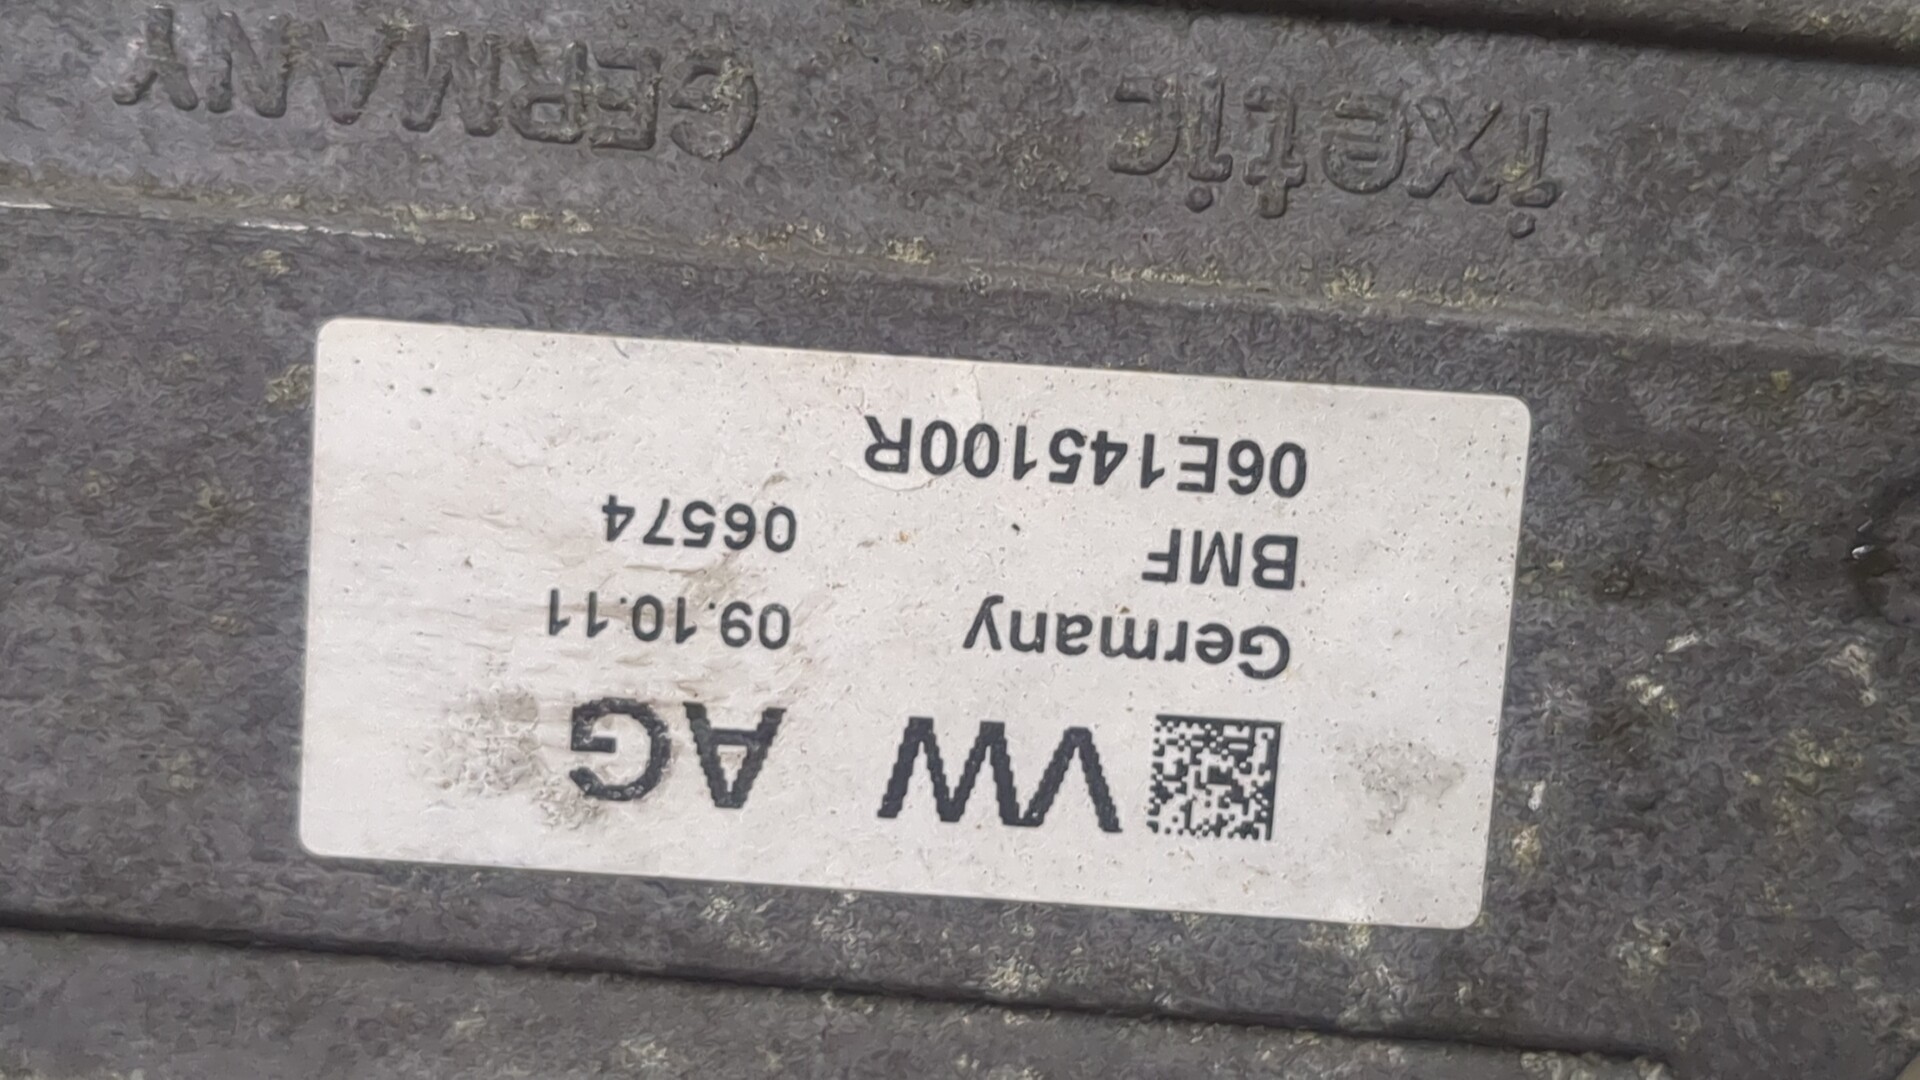 VW AG
Germany 09.10.11
BMF 06574
06E145100R
ixetic GERMANY